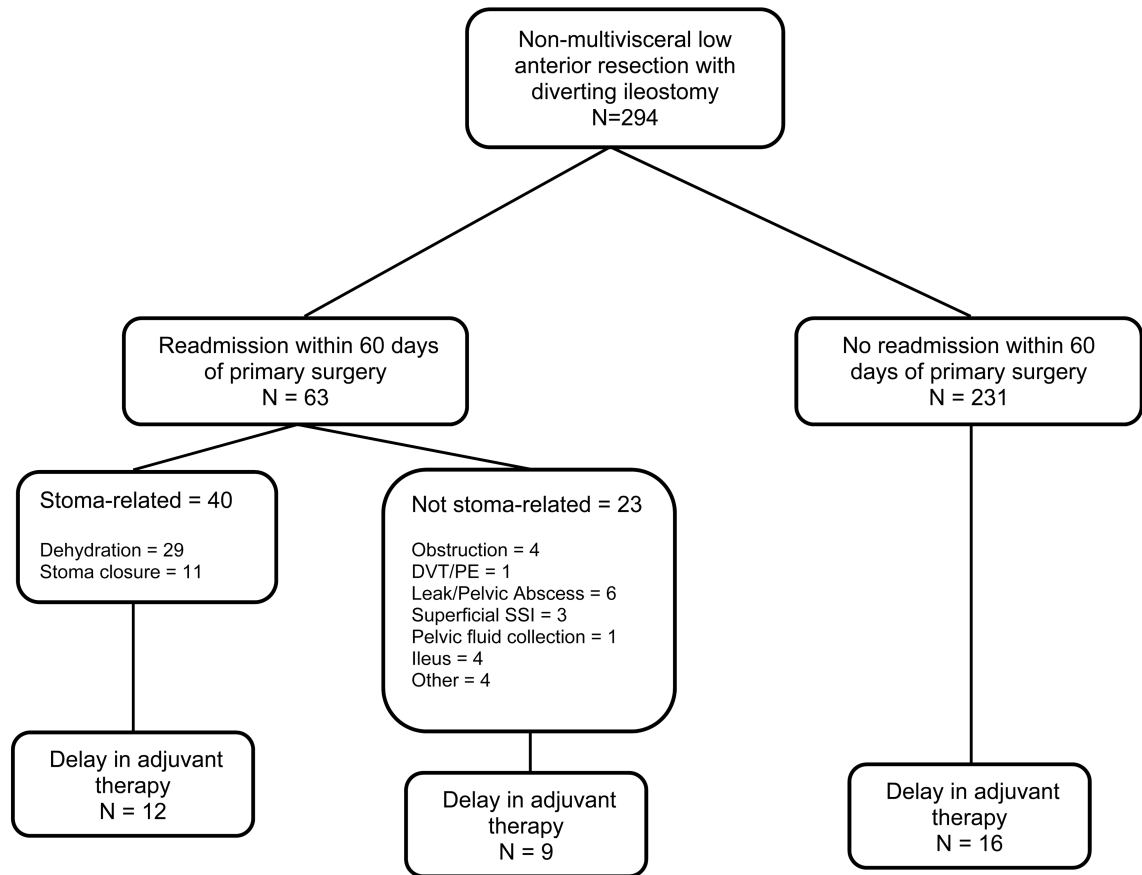 Non-multivisceral low
anterior resection with
diverting ileostomy
N=294
Readmission within 60 days
of primary surgery
N = 63
No readmission within 60
days of primary surgery
N = 231
Stoma-related = 40
Dehydration = 29
Stoma closure = 11
Not stoma-related = 23
Obstruction = 4
DVT/PE = 1
Leak/Pelvic Abscess = 6
Superficial SSI = 3
Pelvic fluid collection = 1
Ileus = 4
Other = 4
Delay in adjuvant
therapy
N = 12
Delay in adjuvant
therapy
N = 9
Delay in adjuvant
therapy
N = 16